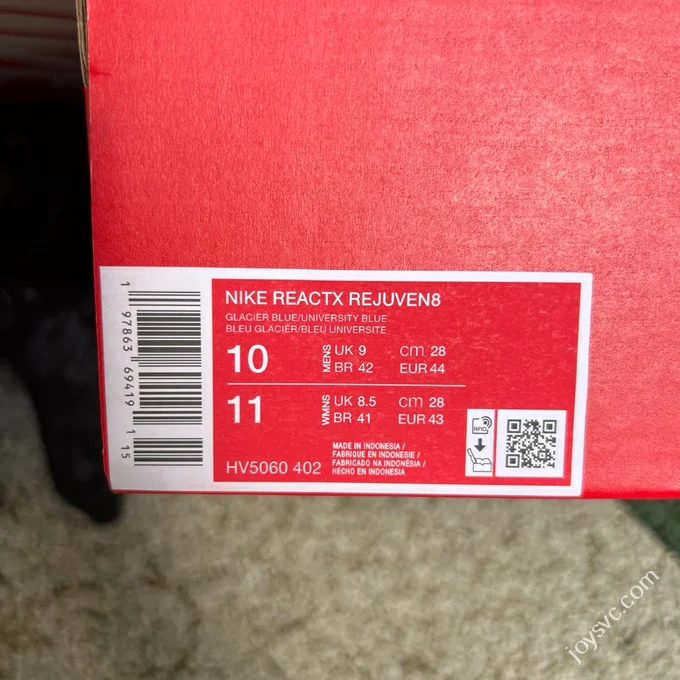 NIKE REACTX REJUVEN8
GLACIER BLUE/UNIVERSITY BLUE
BLEU GLACIER/BLEU UNIVERSITE
10 MENS UK 9 cm 28
BR 42 EUR 44
11 WMNS UK 8.5 cm 28
BR 41 EUR 43
HV5060 402
MADE IN INDONESIA /
FABRIQUE EN INDONESIE /
FABRICADO NA INDONÉSIA /
HECHO EN INDONESIA
RFID
1 97863 69419 1 15
joysvc.com